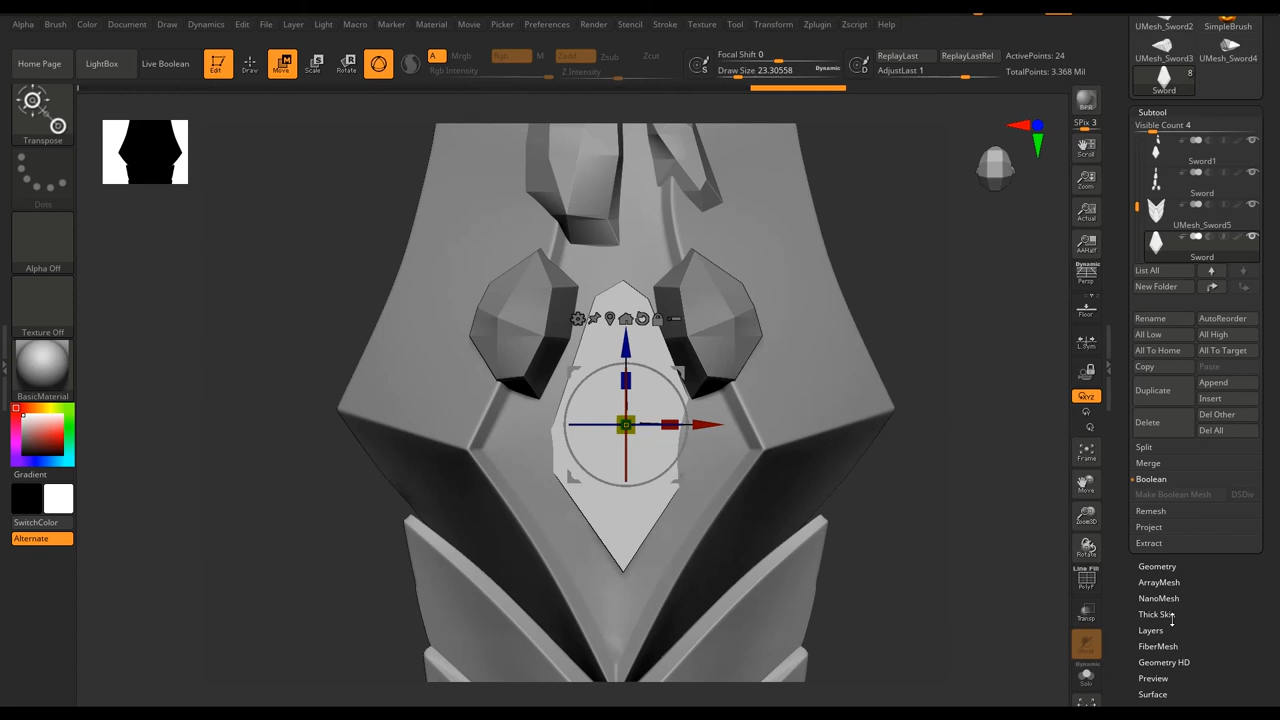 Alpha Brush Color Document Draw Dynamics Edit File Layer Light Macro Marker Material Movie Picker Preferences Render Stencil Stroke Texture Tool Transform Zplugin Zscript Help
UMesh_Sword2 SimpleBrush
UMesh_Sword3 UMesh_Sword4
8
Sword
Home Page LightBox Live Boolean Edit Draw Move Scale Rotate
A Mrgb Rgb M Zadd Zsub Zcut
Rgb Intensity Z Intensity
Focal Shift 0
Draw Size 23.30558 Dynamic
S D
ReplayLast ReplayLastRel ActivePoints: 24
AdjustLast 1 TotalPoints: 3.368 Mil
Transpose
Dots
Alpha Off
Texture Off
BasicMaterial
Gradient
SwitchColor
Alternate
BPR
SPix 3
Scroll
Zoom
Actual
AAHalf
Dynamic
Persp
Floor
L.Sym
XYZ
Frame
Move
Zoom3D
Rotate
Line Fill
PolyF
Transp
Dynamic
Solo
Subtool
Visible Count 4
Sword1
Sword
UMesh_Sword5
Sword
List All
New Folder
Rename AutoReorder
All Low All High
All To Home All To Target
Copy Paste
Duplicate Append
Insert
Delete Del Other
Del All
Split
Merge
Boolean
Make Boolean Mesh DSDiv
Remesh
Project
Extract
Geometry
ArrayMesh
NanoMesh
Thick Skin
Layers
FiberMesh
Geometry HD
Preview
Surface